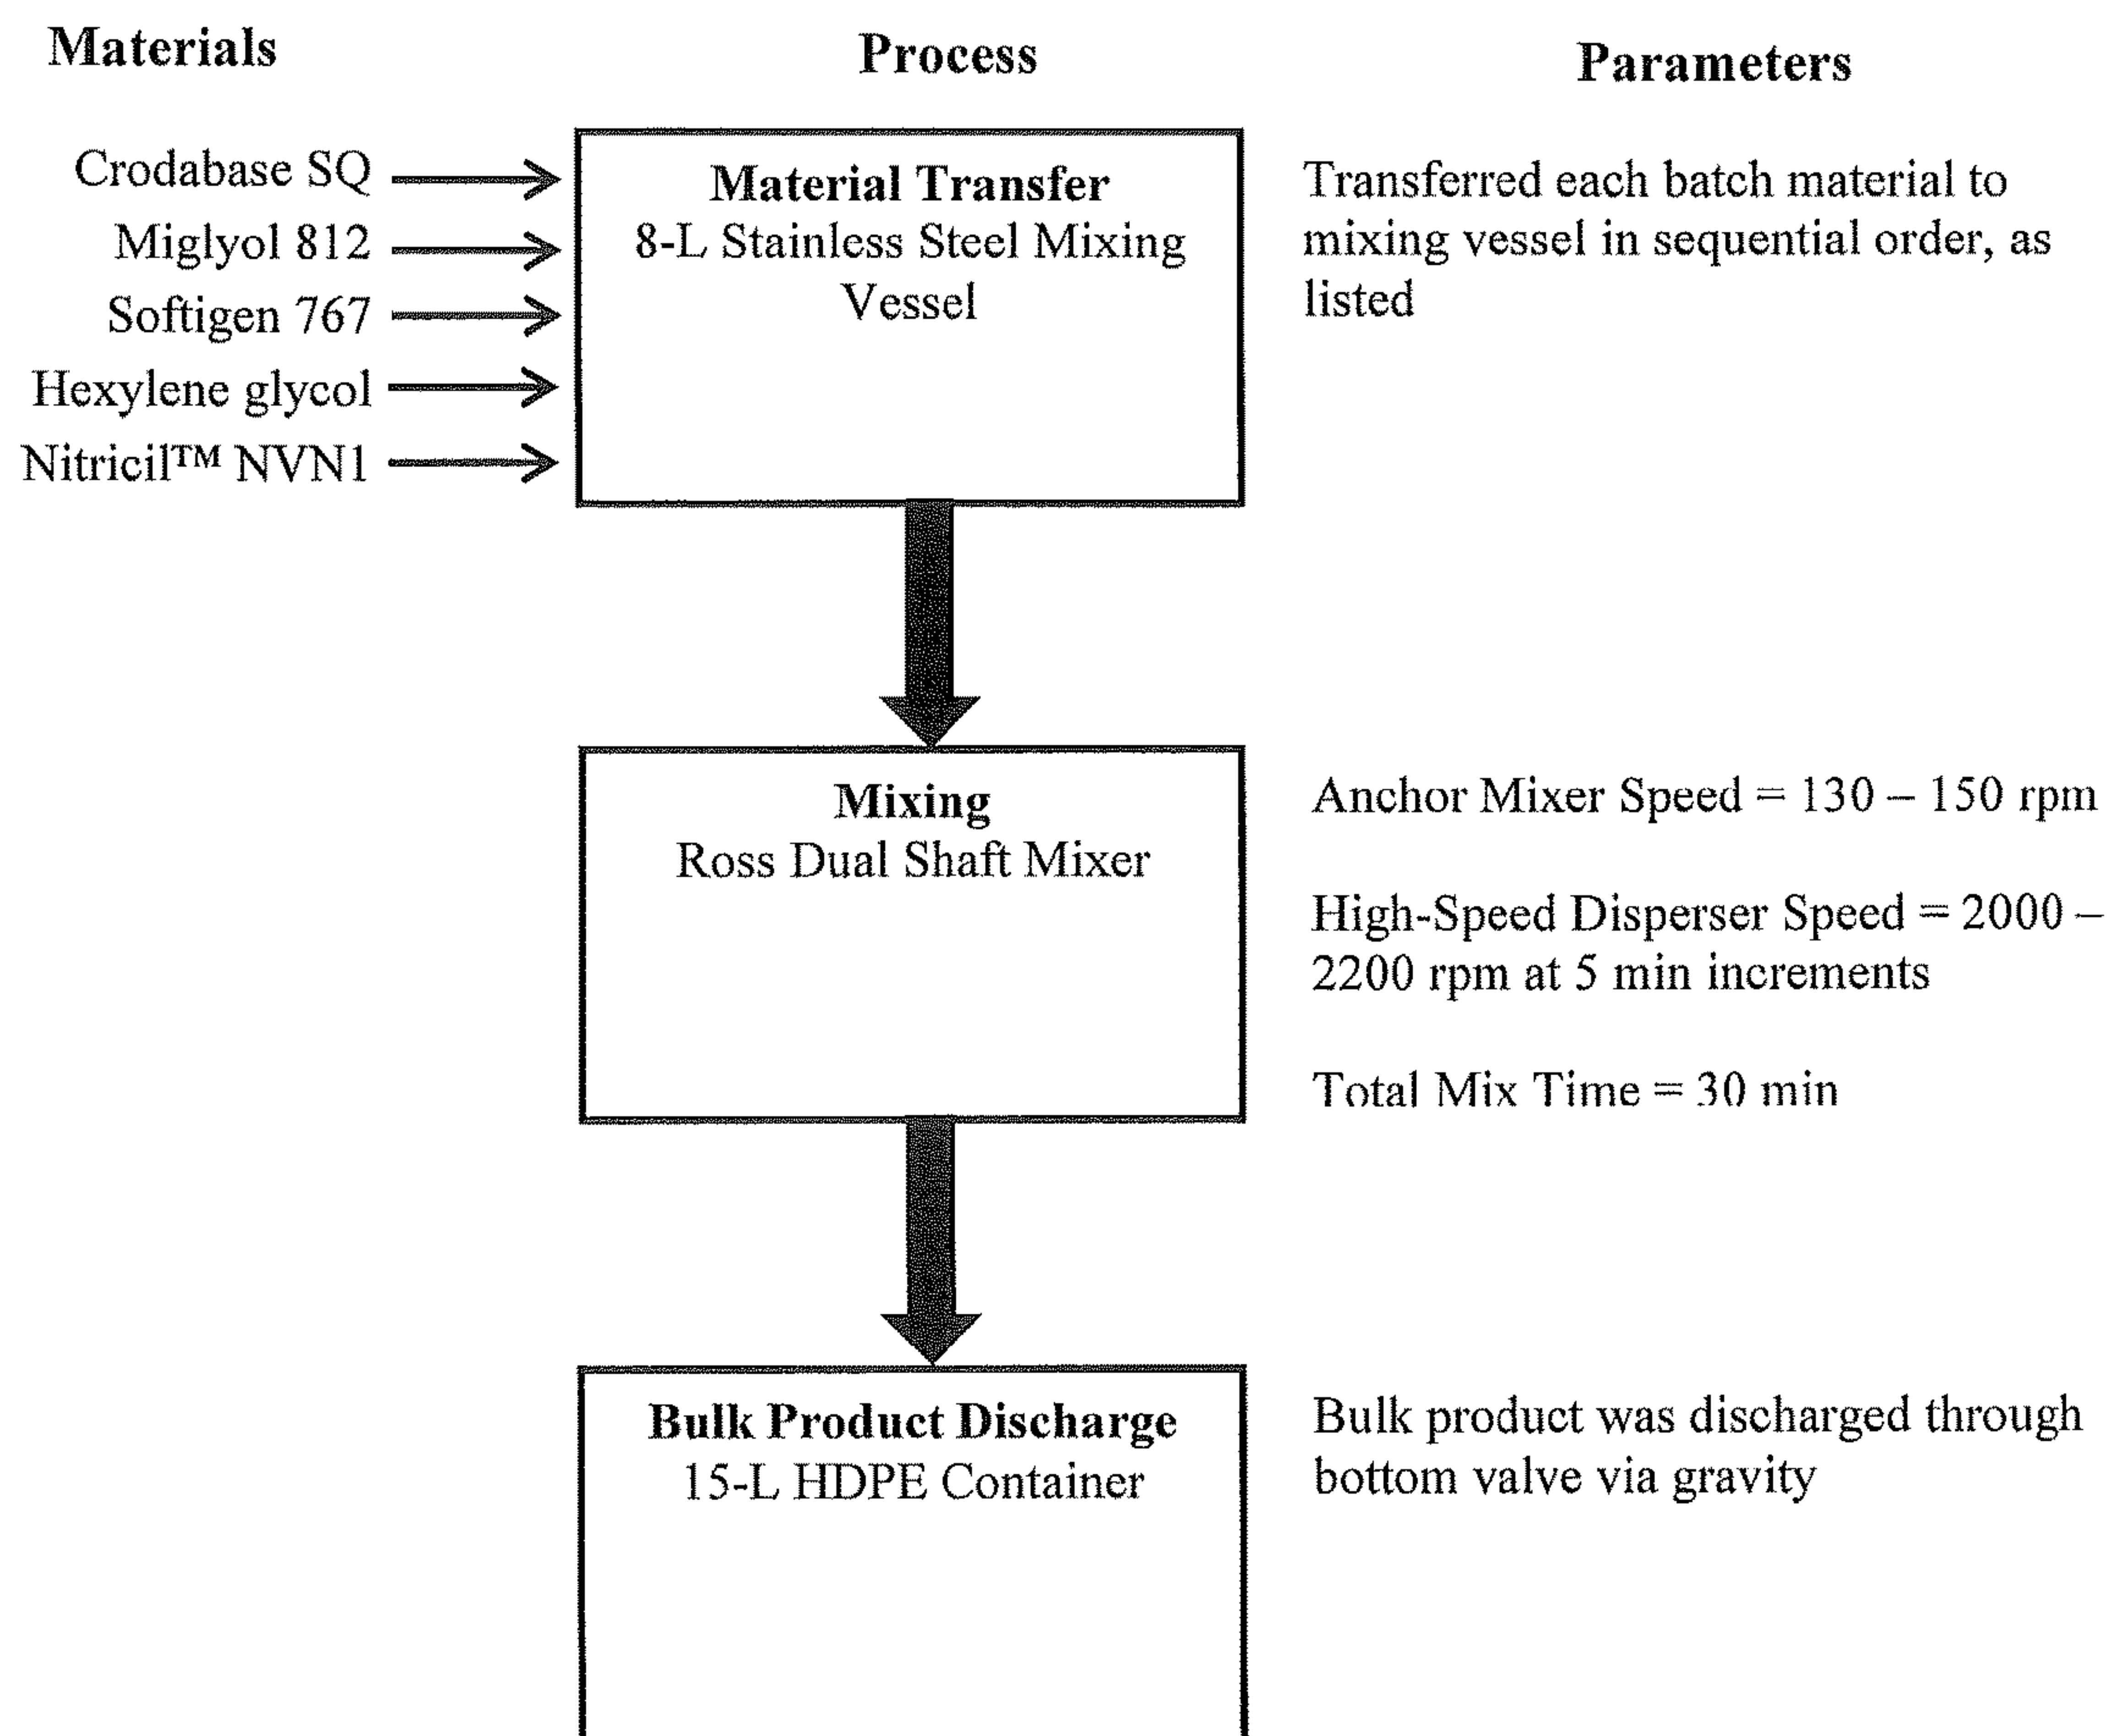 Materials
Process
Parameters
Crodabase SQ
Miglyol 812
Softigen 767
Hexylene glycol
Nitricil™ NVN1
Material Transfer
8-L Stainless Steel Mixing
Vessel
Transferred each batch material to
mixing vessel in sequential order, as
listed
Mixing
Ross Dual Shaft Mixer
Anchor Mixer Speed = 130 – 150 rpm
High-Speed Disperser Speed = 2000 –
2200 rpm at 5 min increments
Total Mix Time = 30 min
Bulk Product Discharge
15-L HDPE Container
Bulk product was discharged through
bottom valve via gravity